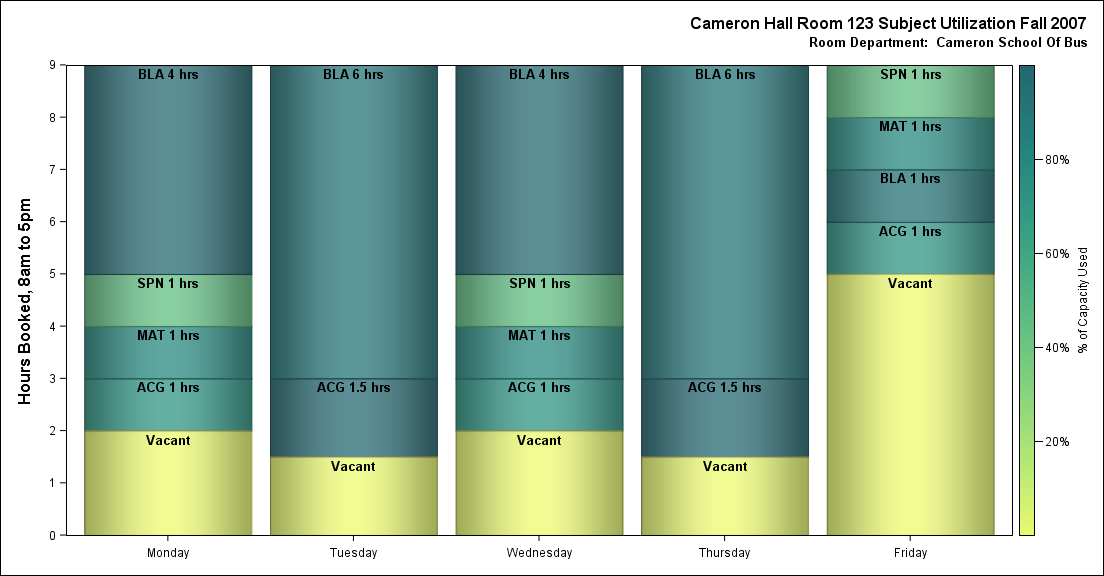 Cameron Hall Room 123 Subject Utilization Fall 2007
Room Department:  Cameron School Of Bus
Hours Booked, 8am to 5pm
9
8
7
6
5
4
3
2
1
0
BLA 4 hrs
SPN 1 hrs
MAT 1 hrs
ACG 1 hrs
Vacant
BLA 6 hrs
ACG 1.5 hrs
Vacant
BLA 4 hrs
SPN 1 hrs
MAT 1 hrs
ACG 1 hrs
Vacant
BLA 6 hrs
ACG 1.5 hrs
Vacant
SPN 1 hrs
MAT 1 hrs
BLA 1 hrs
ACG 1 hrs
Vacant
Monday
Tuesday
Wednesday
Thursday
Friday
80%
60%
40%
20%
% of Capacity Used